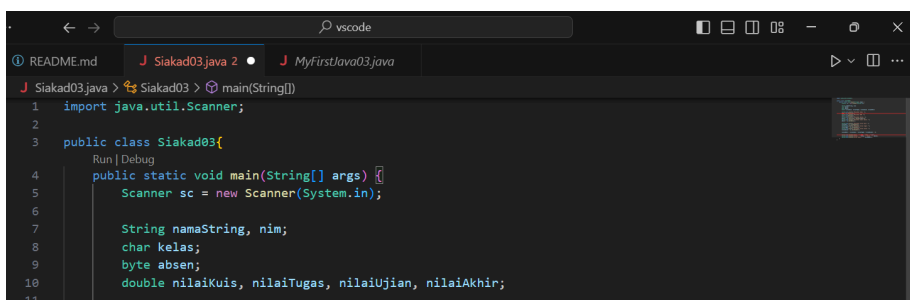 vscode
README.md J Siakad03.java 2 J MyFirstJava03.java
J Siakad03.java > Siakad03 > main(String[])
1 import java.util.Scanner;
2
3 public class Siakad03{
Run | Debug
4 public static void main(String[] args) {
5 Scanner sc = new Scanner(System.in);
6
7 String namaString, nim;
8 char kelas;
9 byte absen;
10 double nilaiKuis, nilaiTugas, nilaiUjian, nilaiAkhir;